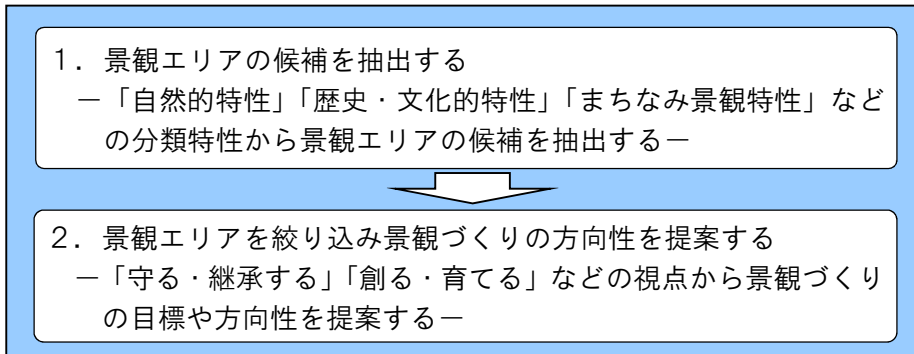 １．景観エリアの候補を抽出する
－「自然的特性」「歴史・文化的特性」「まちなみ景観特性」など
の分類特性から景観エリアの候補を抽出する－
２．景観エリアを絞り込み景観づくりの方向性を提案する
－「守る・継承する」「創る・育てる」などの視点から景観づくり
の目標や方向性を提案する－